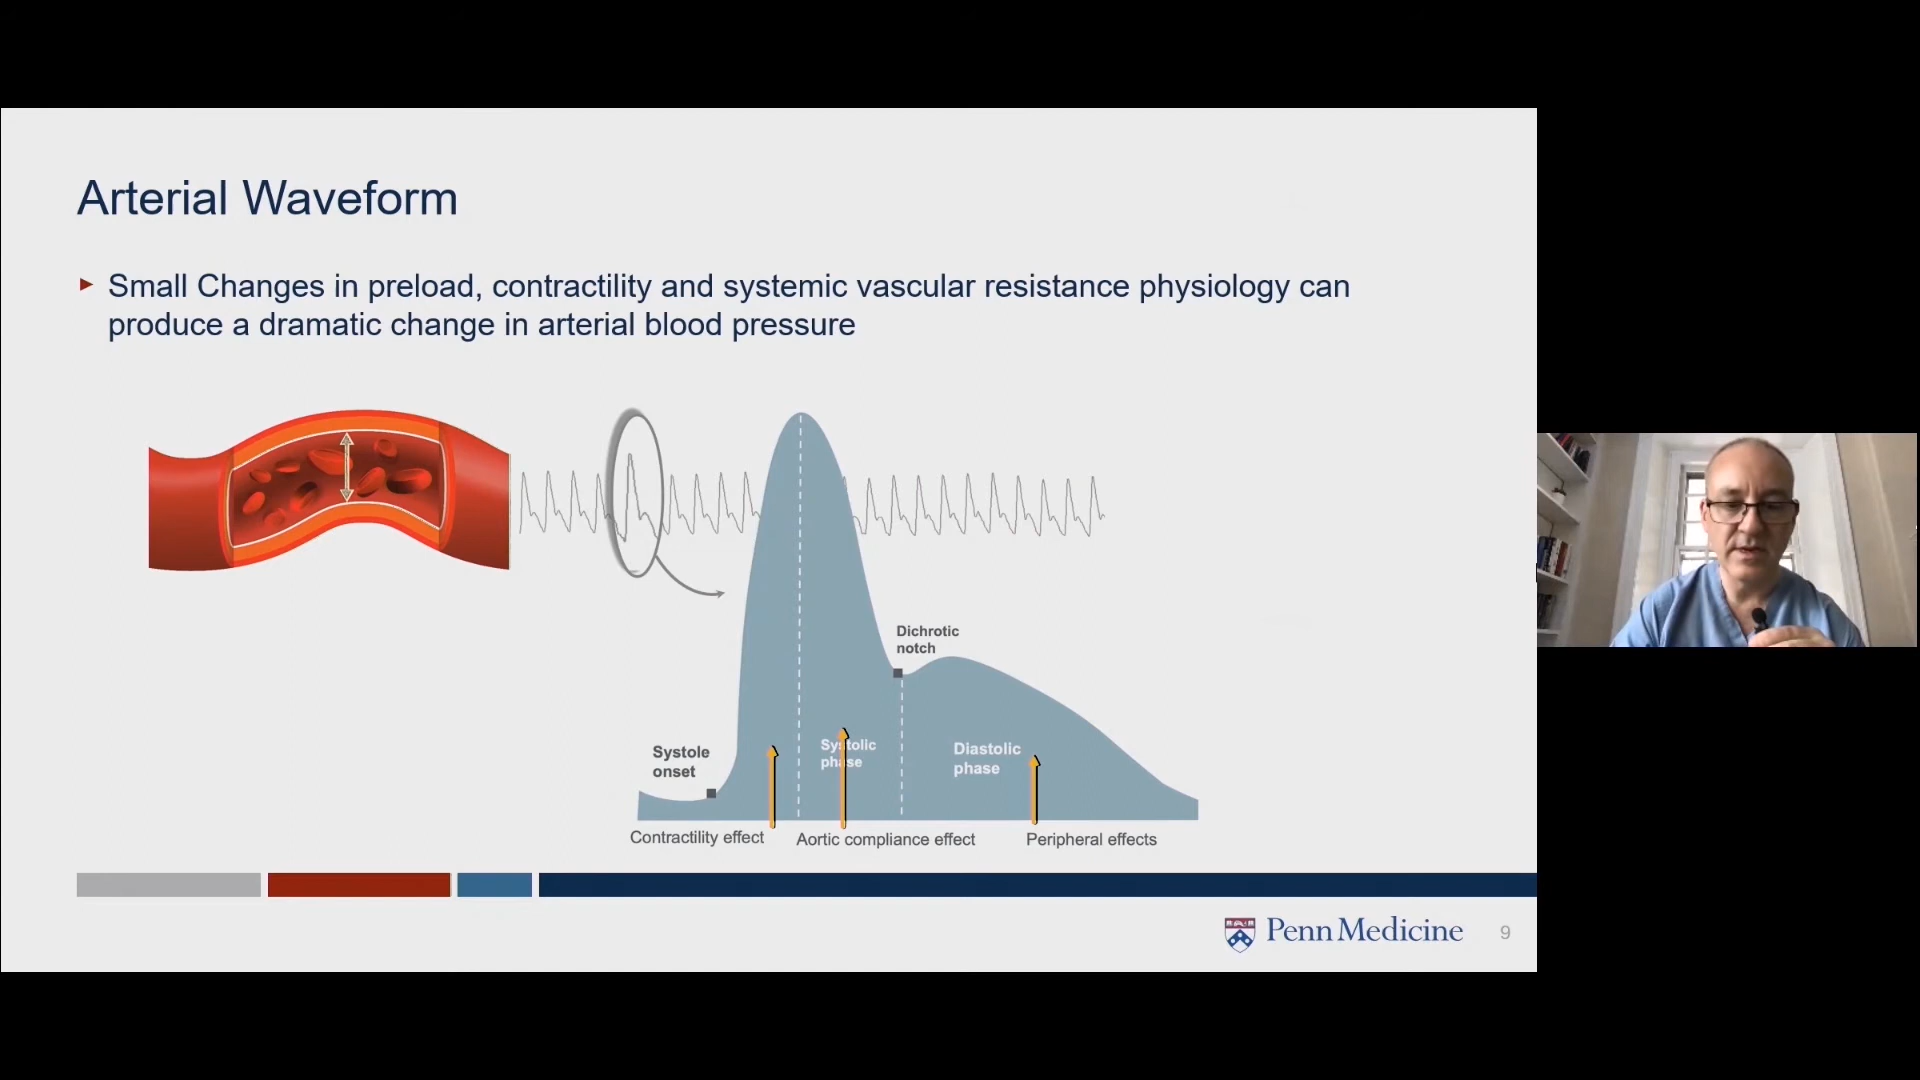 Arterial Waveform
Small Changes in preload, contractility and systemic vascular resistance physiology can
produce a dramatic change in arterial blood pressure
Dichrotic
notch
Systole
onset
Systolic
phase
Diastolic
phase
Contractility effect
Aortic compliance effect
Peripheral effects
Penn Medicine
9